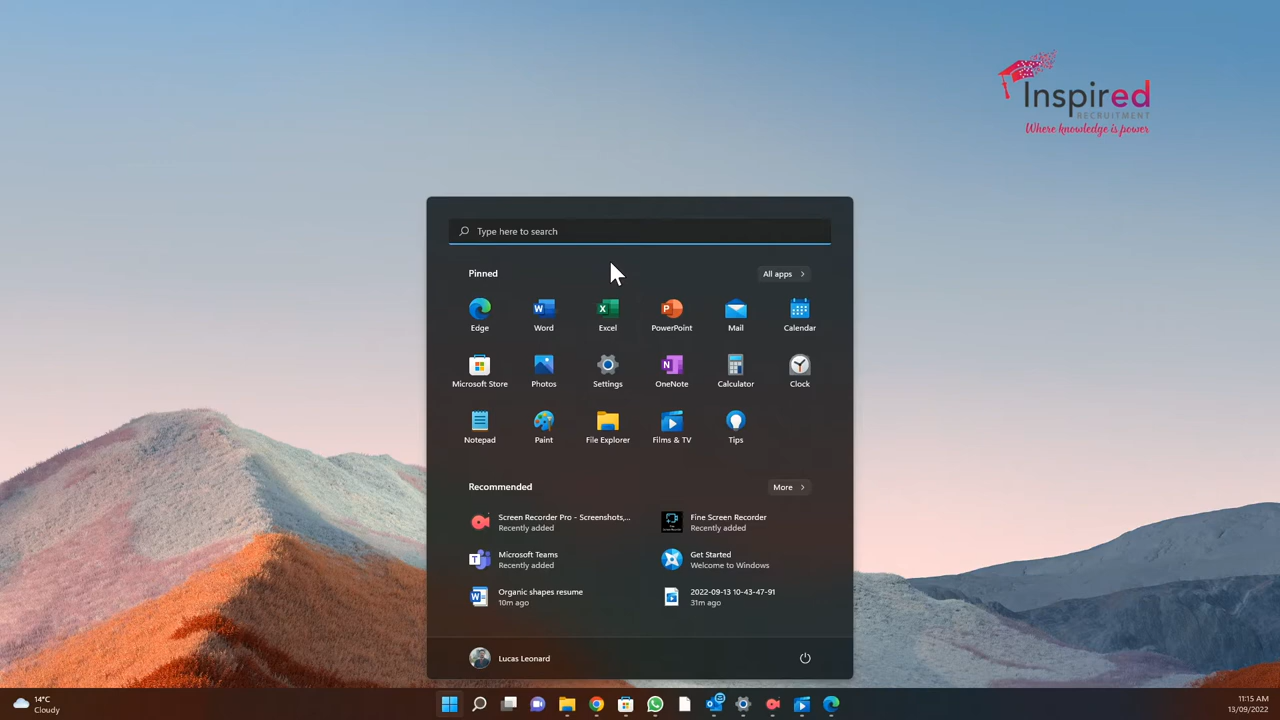 Inspired
RECRUITMENT
Where knowledge is power
Type here to search
Pinned
All apps
Edge
Word
Excel
PowerPoint
Mail
Calendar
Microsoft Store
Photos
Settings
OneNote
Calculator
Clock
Notepad
Paint
File Explorer
Films & TV
Tips
Recommended
More
Screen Recorder Pro - Screenshots,...
Recently added
Fine Screen Recorder
Recently added
Microsoft Teams
Recently added
Get Started
Welcome to Windows
Organic shapes resume
10m ago
2022-09-13 10-43-47-91
31m ago
Lucas Leonard
14°C
Cloudy
11:15 AM
13/09/2022